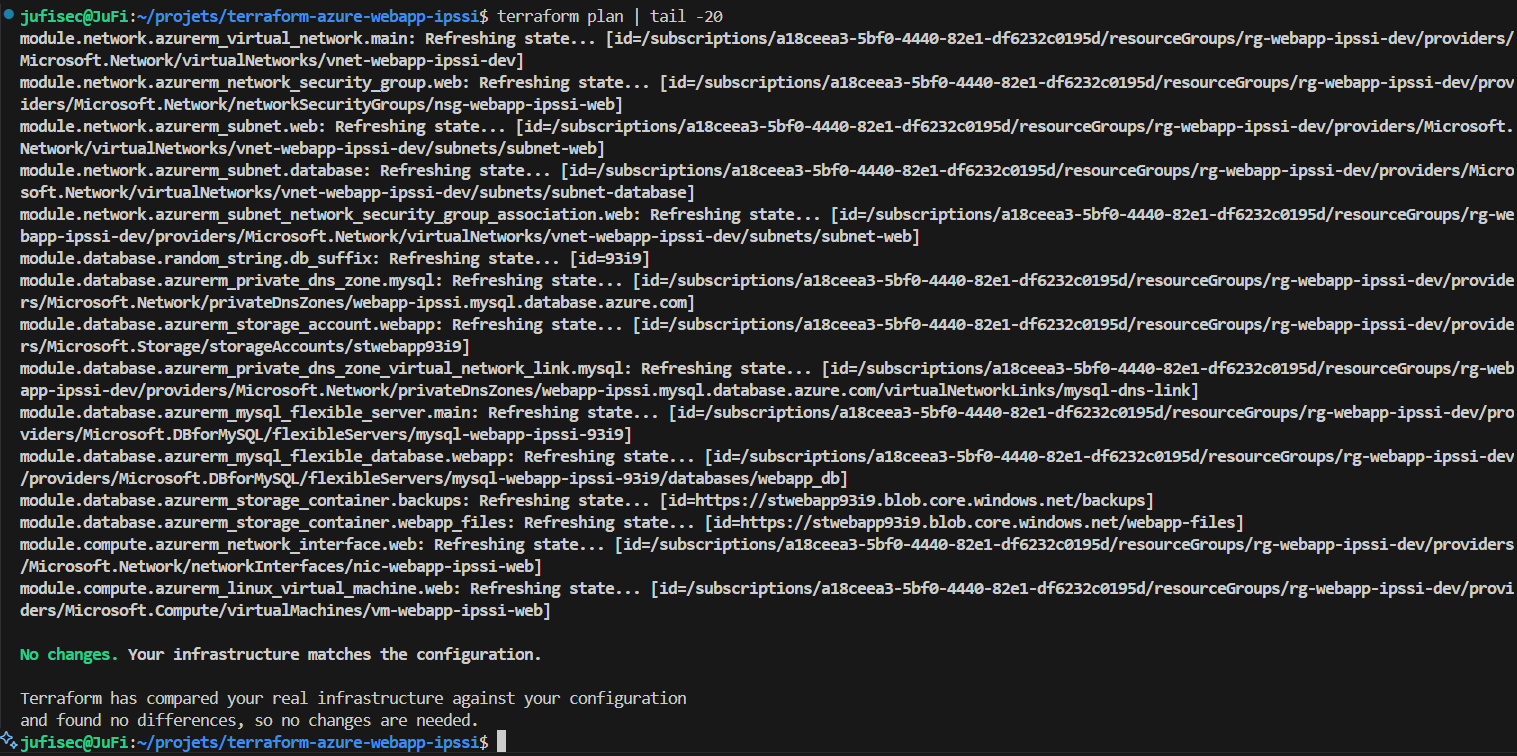 jufisec@JuFi:~/projets/terraform-azure-webapp-ipssi$ terraform plan | tail -20
module.network.azurerm_virtual_network.main: Refreshing state... [id=/subscriptions/a18ceea3-5bf0-4440-82e1-df6232c0195d/resourceGroups/rg-webapp-ipssi-dev/providers/
Microsoft.Network/virtualNetworks/vnet-webapp-ipssi-dev]
module.network.azurerm_network_security_group.web: Refreshing state... [id=/subscriptions/a18ceea3-5bf0-4440-82e1-df6232c0195d/resourceGroups/rg-webapp-ipssi-dev/prov
iders/Microsoft.Network/networkSecurityGroups/nsg-webapp-ipssi-web]
module.network.azurerm_subnet.web: Refreshing state... [id=/subscriptions/a18ceea3-5bf0-4440-82e1-df6232c0195d/resourceGroups/rg-webapp-ipssi-dev/providers/Microsoft.
Network/virtualNetworks/vnet-webapp-ipssi-dev/subnets/subnet-web]
module.network.azurerm_subnet.database: Refreshing state... [id=/subscriptions/a18ceea3-5bf0-4440-82e1-df6232c0195d/resourceGroups/rg-webapp-ipssi-dev/providers/Micro
soft.Network/virtualNetworks/vnet-webapp-ipssi-dev/subnets/subnet-database]
module.network.azurerm_subnet_network_security_group_association.web: Refreshing state... [id=/subscriptions/a18ceea3-5bf0-4440-82e1-df6232c0195d/resourceGroups/rg-we
bapp-ipssi-dev/providers/Microsoft.Network/virtualNetworks/vnet-webapp-ipssi-dev/subnets/subnet-web]
module.database.random_string.db_suffix: Refreshing state... [id=93i9]
module.database.azurerm_private_dns_zone.mysql: Refreshing state... [id=/subscriptions/a18ceea3-5bf0-4440-82e1-df6232c0195d/resourceGroups/rg-webapp-ipssi-dev/provide
rs/Microsoft.Network/privateDnsZones/webapp-ipssi.mysql.database.azure.com]
module.database.azurerm_storage_account.webapp: Refreshing state... [id=/subscriptions/a18ceea3-5bf0-4440-82e1-df6232c0195d/resourceGroups/rg-webapp-ipssi-dev/provide
rs/Microsoft.Storage/storageAccounts/stwebapp93i9]
module.database.azurerm_private_dns_zone_virtual_network_link.mysql: Refreshing state... [id=/subscriptions/a18ceea3-5bf0-4440-82e1-df6232c0195d/resourceGroups/rg-web
app-ipssi-dev/providers/Microsoft.Network/privateDnsZones/webapp-ipssi.mysql.database.azure.com/virtualNetworkLinks/mysql-dns-link]
module.database.azurerm_mysql_flexible_server.main: Refreshing state... [id=/subscriptions/a18ceea3-5bf0-4440-82e1-df6232c0195d/resourceGroups/rg-webapp-ipssi-dev/pro
viders/Microsoft.DBforMySQL/flexibleServers/mysql-webapp-ipssi-93i9]
module.database.azurerm_mysql_flexible_database.webapp: Refreshing state... [id=/subscriptions/a18ceea3-5bf0-4440-82e1-df6232c0195d/resourceGroups/rg-webapp-ipssi-dev
/providers/Microsoft.DBforMySQL/flexibleServers/mysql-webapp-ipssi-93i9/databases/webapp_db]
module.database.azurerm_storage_container.backups: Refreshing state... [id=https://stwebapp93i9.blob.core.windows.net/backups]
module.database.azurerm_storage_container.webapp_files: Refreshing state... [id=https://stwebapp93i9.blob.core.windows.net/webapp-files]
module.compute.azurerm_network_interface.web: Refreshing state... [id=/subscriptions/a18ceea3-5bf0-4440-82e1-df6232c0195d/resourceGroups/rg-webapp-ipssi-dev/providers
/Microsoft.Network/networkInterfaces/nic-webapp-ipssi-web]
module.compute.azurerm_linux_virtual_machine.web: Refreshing state... [id=/subscriptions/a18ceea3-5bf0-4440-82e1-df6232c0195d/resourceGroups/rg-webapp-ipssi-dev/provi
ders/Microsoft.Compute/virtualMachines/vm-webapp-ipssi-web]
No changes. Your infrastructure matches the configuration.
Terraform has compared your real infrastructure against your configuration
and found no differences, so no changes are needed.
jufisec@JuFi:~/projets/terraform-azure-webapp-ipssi$